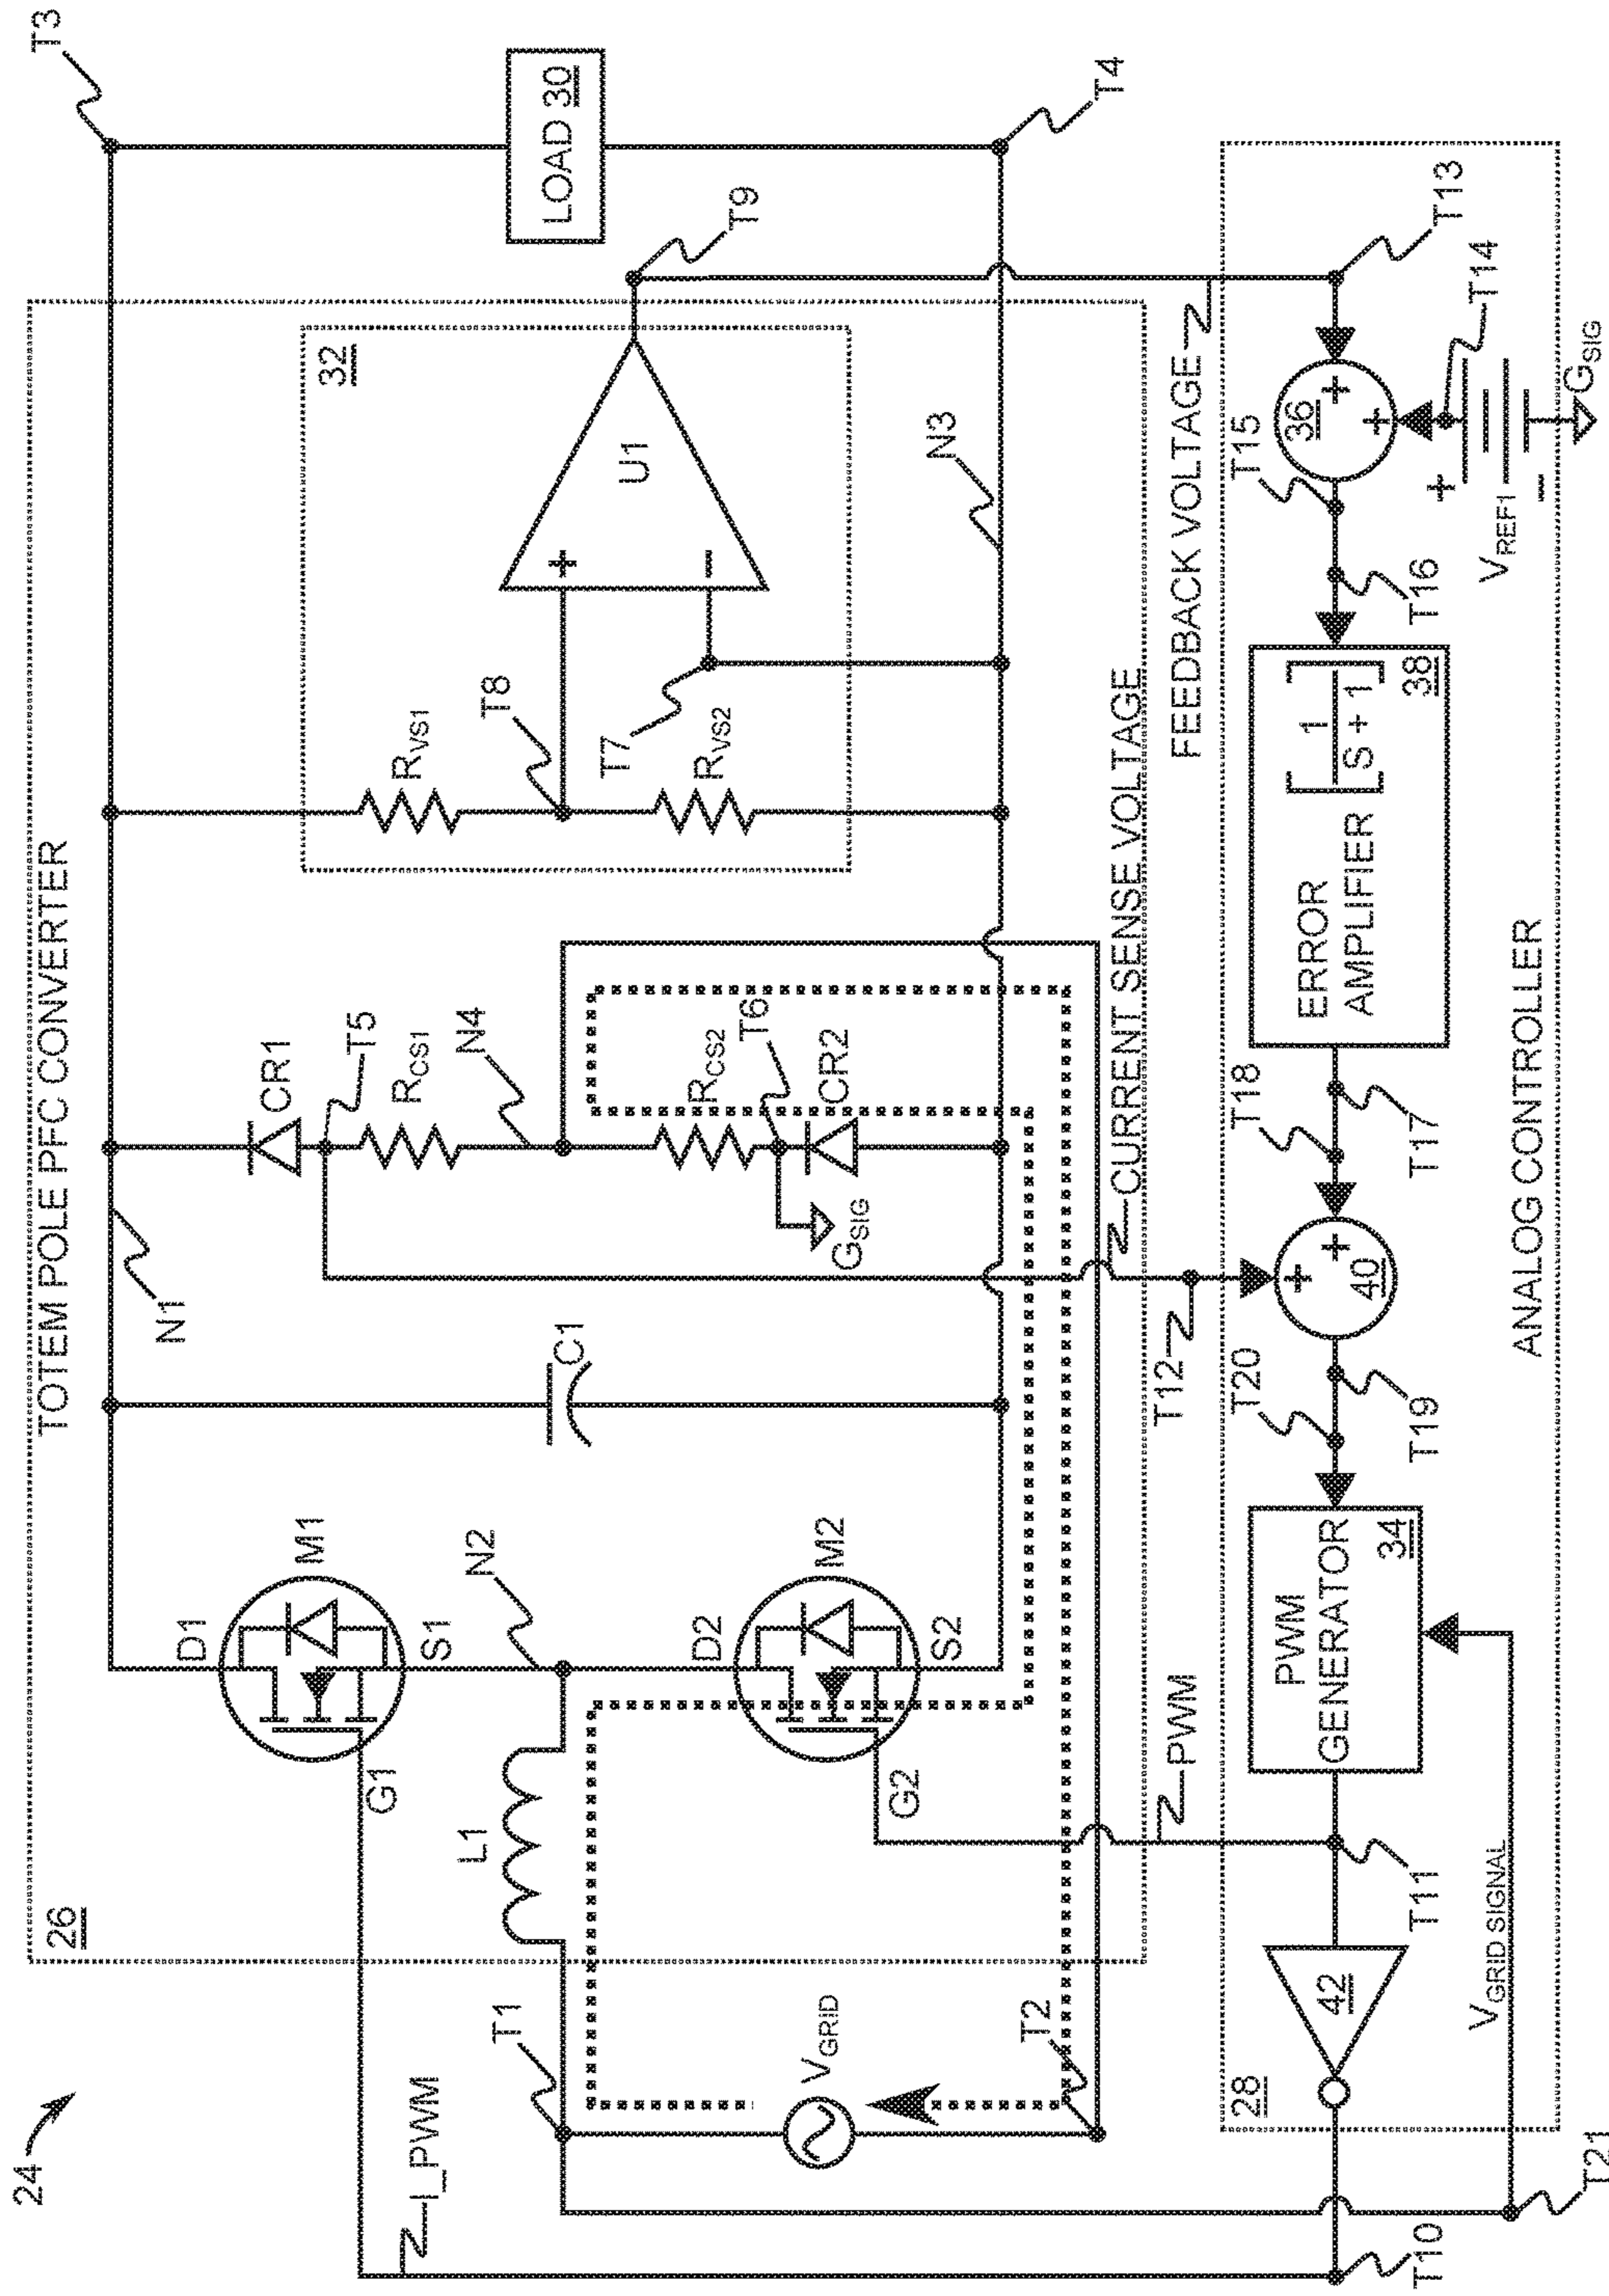 24
TOTEM POLE PFC CONVERTER
26
T3
N1
D1
M1
G1
S1
CR1
T5
RCS1
N4
RVS1
T8
32
LOAD 30
L1
N2
C1
RCS2
T6
CR2
GSIG
T7
RVS2
+
−
U1
T9
T1
VGRID
T2
D2
M2
G2
S2
N3
T4
I_PWM
PWM
T12
CURRENT SENSE VOLTAGE
FEEDBACK VOLTAGE
28
42
T11
PWM
GENERATOR
34
T20
T19
+
+
40
T18
T17
ERROR
AMPLIFIER
[1
S + 1]
38
T16
T15
36
+
+
T13
T14
+
−
VREF1
GSIG
T10
VGRID SIGNAL
T21
ANALOG CONTROLLER